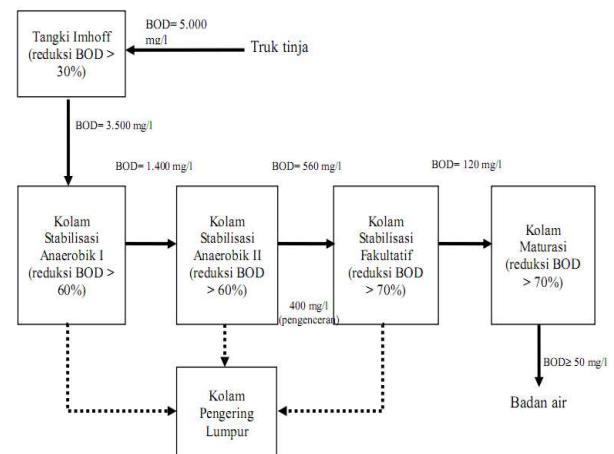 BOD= 5.000
mg/l
Tangki Imhoff
(reduksi BOD >
30%)
Truk tinja
BOD= 3.500 mg/l
BOD= 1.400 mg/l
BOD= 560 mg/l
BOD= 120 mg/l
Kolam
Stabilisasi
Anaerobik I
(reduksi BOD >
60%)
Kolam
Stabilisasi
Anaerobik II
(reduksi BOD
> 60%)
Kolam
Stabilisasi
Fakultatif
(reduksi BOD
> 70%)
Kolam
Maturasi
(reduksi BOD
> 70%)
400 mg/l
(pengenceran)
BOD≥ 50 mg/l
Kolam
Pengering
Lumpur
Badan air